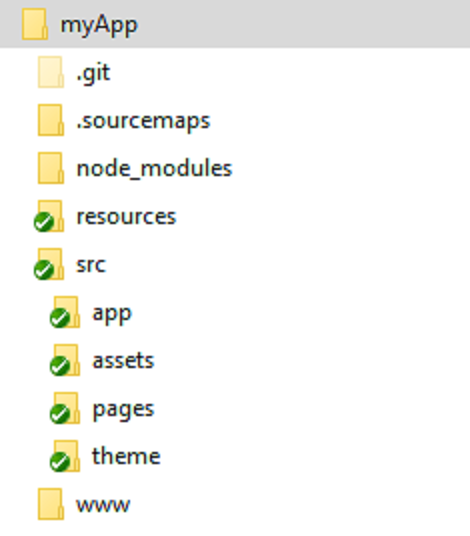 myApp
.git
.sourcemaps
node_modules
resources
src
app
assets
pages
theme
www